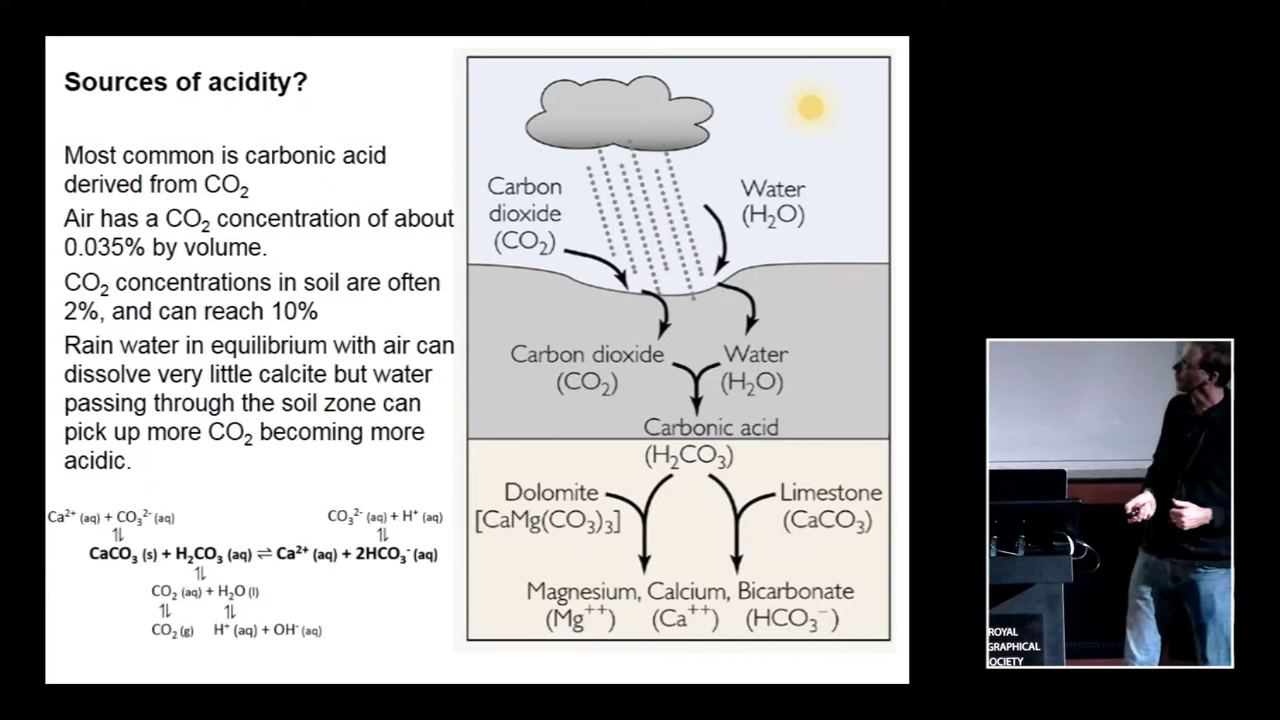 Sources of acidity?
Most common is carbonic acid
derived from CO₂
Air has a CO₂ concentration of about
0.035% by volume.
CO₂ concentrations in soil are often
2%, and can reach 10%
Rain water in equilibrium with air can
dissolve very little calcite but water
passing through the soil zone can
pick up more CO₂ becoming more
acidic.
Ca²⁺ (aq) + CO₃²⁻ (aq)
CO₃²⁻ (aq) + H⁺ (aq)
⇅
⇅
CaCO₃ (s) + H₂CO₃ (aq) ⇌ Ca²⁺ (aq) + 2HCO₃⁻ (aq)
⇅
CO₂ (aq) + H₂O (l)
⇅
⇅
CO₂ (g)
H⁺ (aq) + OH⁻ (aq)
Carbon
dioxide
(CO₂)
Water
(H₂O)
Carbon dioxide
(CO₂)
Water
(H₂O)
Carbonic acid
(H₂CO₃)
Dolomite
[CaMg(CO₃)₃]
Limestone
(CaCO₃)
Magnesium, Calcium, Bicarbonate
(Mg⁺⁺) (Ca⁺⁺) (HCO₃⁻)
ROYAL
GRAPHICAL
OCIETY